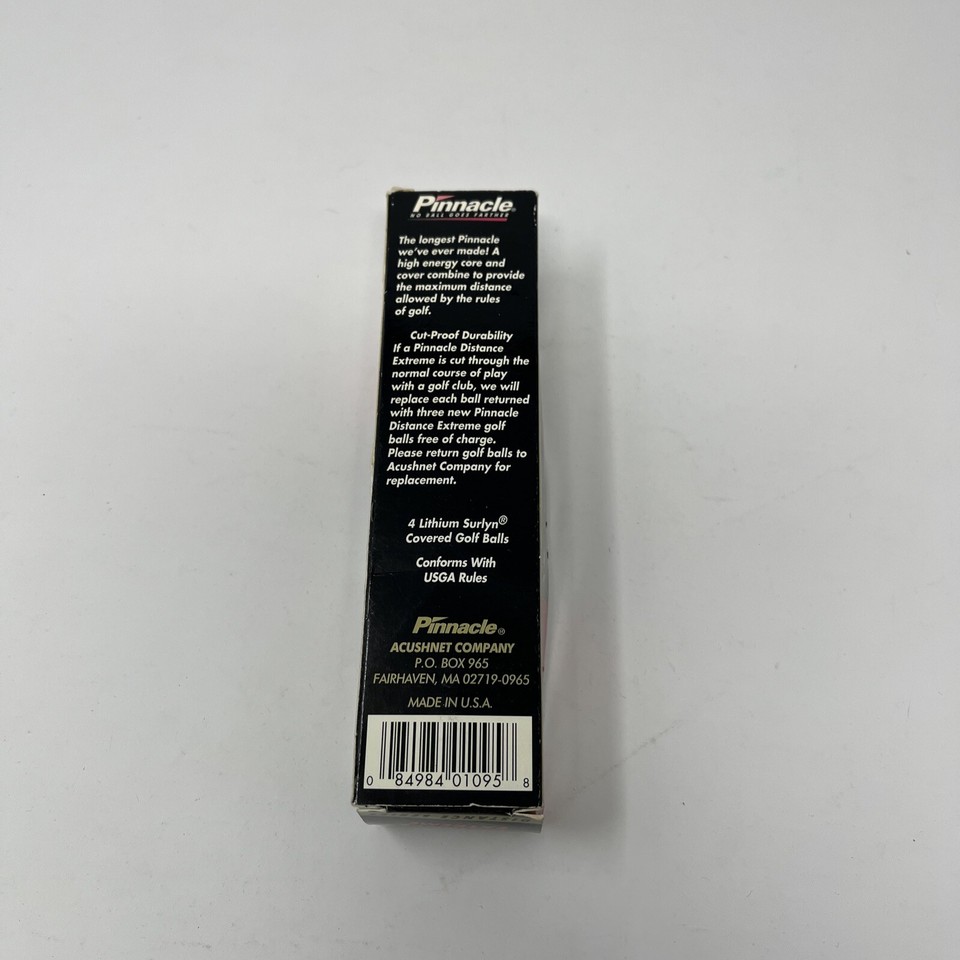 Pinnacle®
NO BALL GOES FARTHER
The longest Pinnacle
we've ever made! A
high energy core and
cover combine to provide
the maximum distance
allowed by the rules
of golf.
Cut-Proof Durability
If a Pinnacle Distance
Extreme is cut through the
normal course of play
with a golf club, we will
replace each ball returned
with three new Pinnacle
Distance Extreme golf
balls free of charge.
Please return golf balls to
Acushnet Company for
replacement.
4 Lithium Surlyn®
Covered Golf Balls
Conforms With
USGA Rules
Pinnacle®
ACUSHNET COMPANY
P.O. BOX 965
FAIRHAVEN, MA 02719-0965
MADE IN U.S.A.
0 84984 01095 8